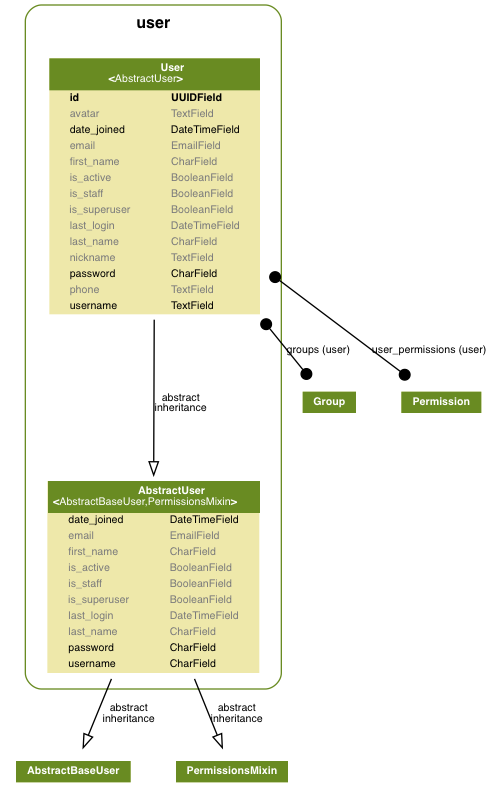 user
User
<AbstractUser>
id UUIDField
avatar TextField
date_joined DateTimeField
email EmailField
first_name CharField
is_active BooleanField
is_staff BooleanField
is_superuser BooleanField
last_login DateTimeField
last_name CharField
nickname TextField
password CharField
phone TextField
username TextField
groups (user)
user_permissions (user)
Group
Permission
abstract
inheritance
AbstractUser
<AbstractBaseUser,PermissionsMixin>
date_joined DateTimeField
email EmailField
first_name CharField
is_active BooleanField
is_staff BooleanField
is_superuser BooleanField
last_login DateTimeField
last_name CharField
password CharField
username CharField
abstract
inheritance
abstract
inheritance
AbstractBaseUser
PermissionsMixin